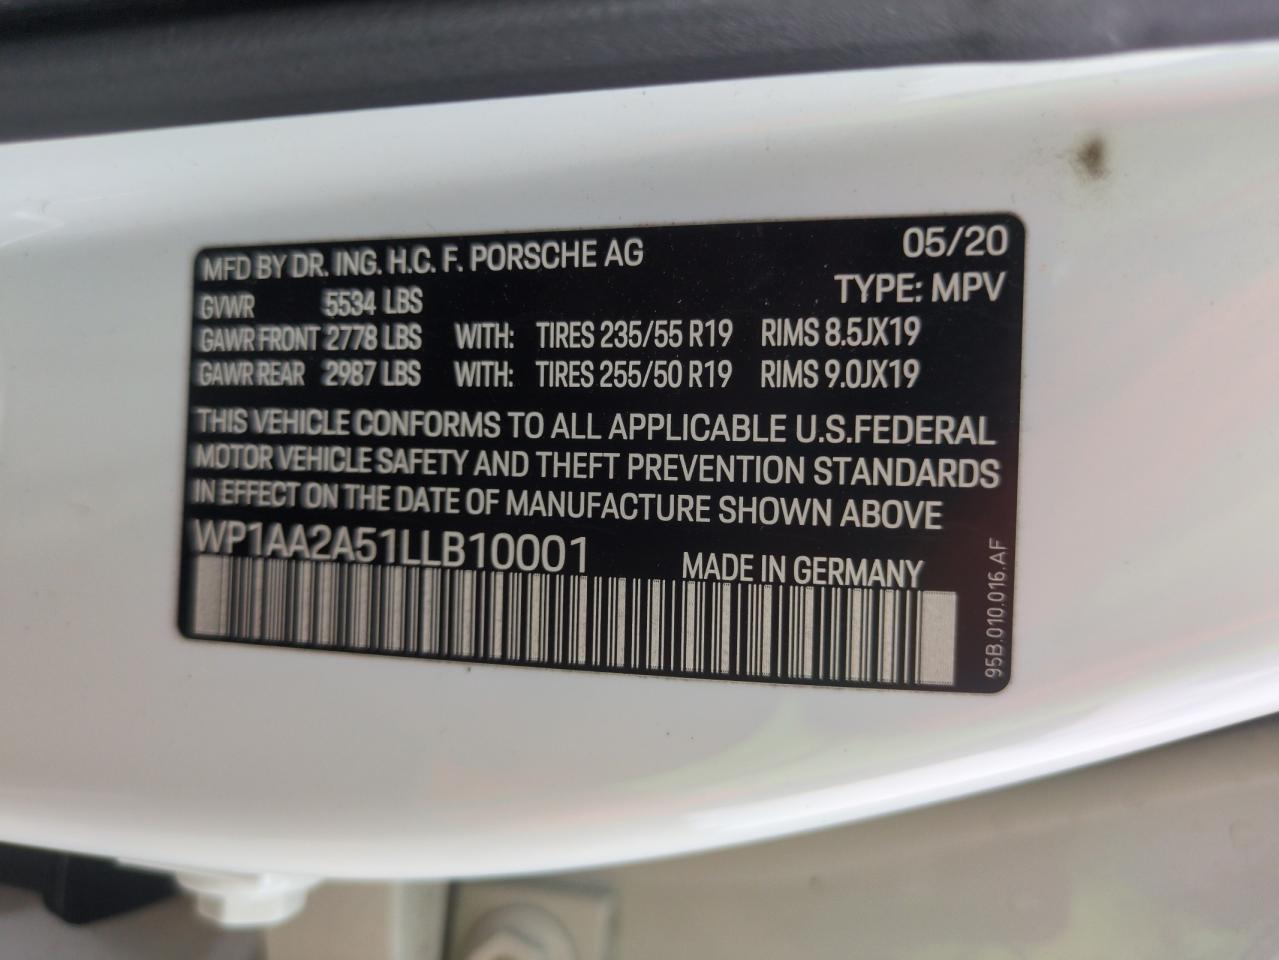 MFD BY DR. ING. H.C. F. PORSCHE AG 05/20
GVWR 5534 LBS TYPE: MPV
GAWR FRONT 2778 LBS WITH: TIRES 235/55 R19 RIMS 8.5JX19
GAWR REAR 2987 LBS WITH: TIRES 255/50 R19 RIMS 9.0JX19
THIS VEHICLE CONFORMS TO ALL APPLICABLE U.S.FEDERAL
MOTOR VEHICLE SAFETY AND THEFT PREVENTION STANDARDS
IN EFFECT ON THE DATE OF MANUFACTURE SHOWN ABOVE
WP1AA2A51LLB10001 MADE IN GERMANY
95B.010.016.AF